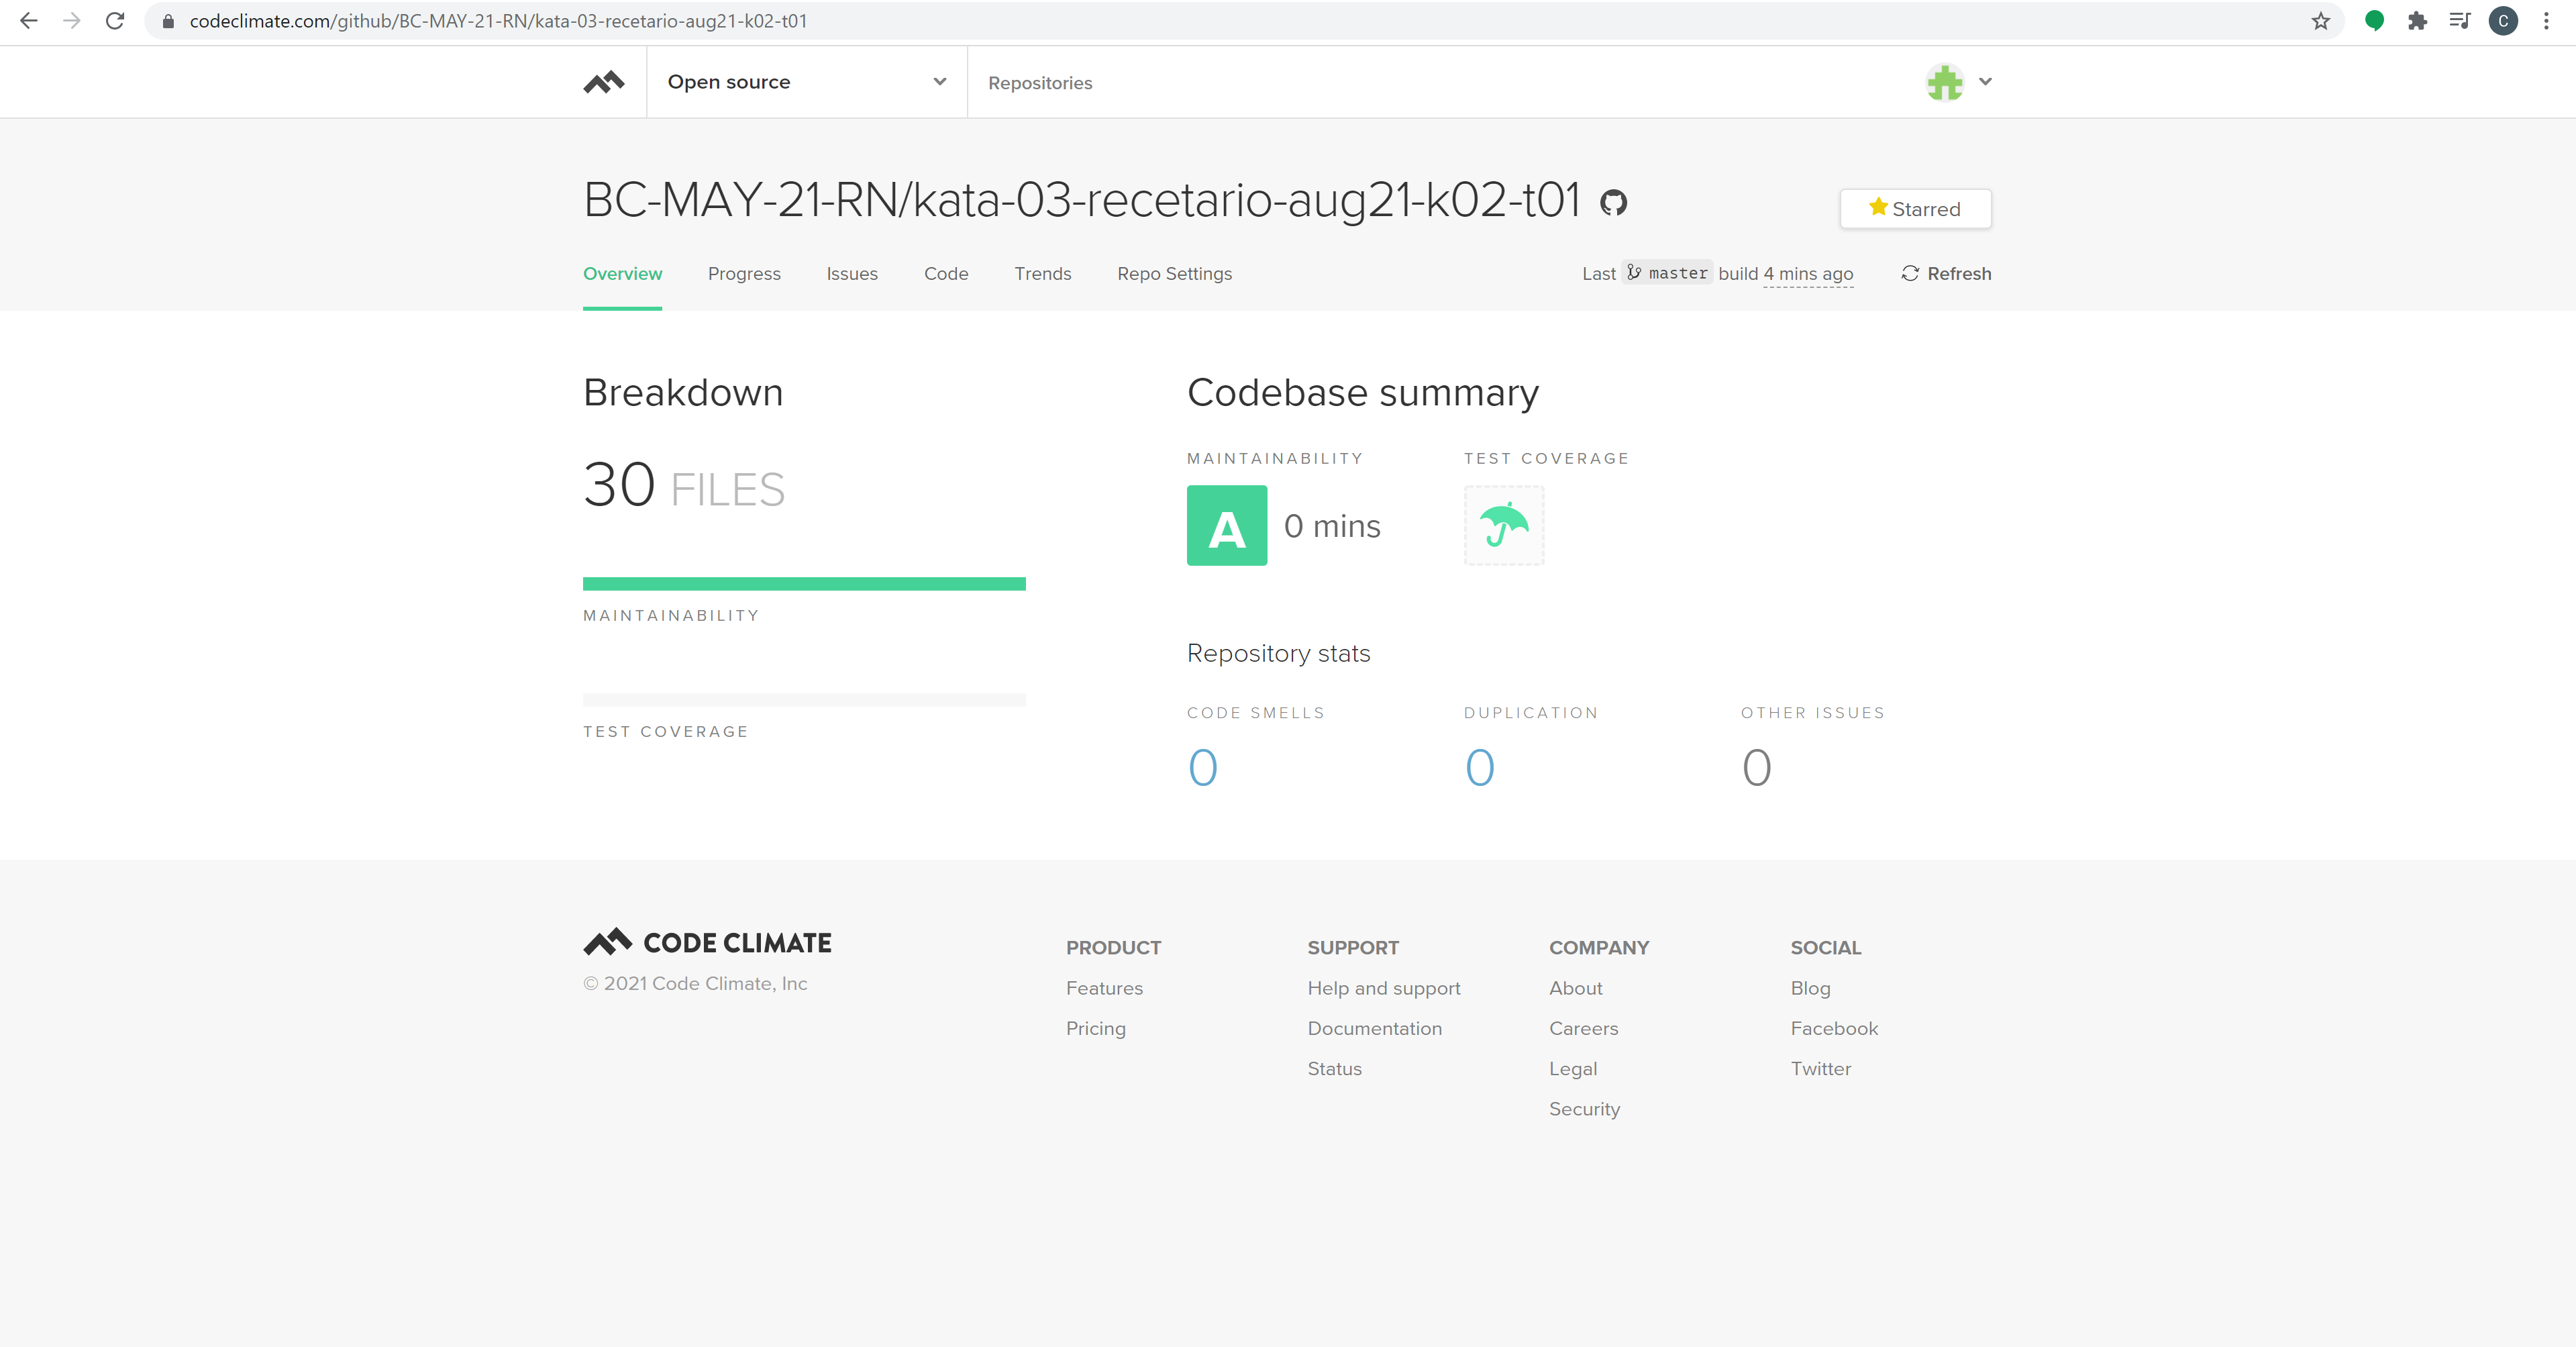 codeclimate.com/github/BC-MAY-21-RN/kata-03-recetario-aug21-k02-t01
C
Open source
Repositories
BC-MAY-21-RN/kata-03-recetario-aug21-k02-t01
Starred
Overview Progress Issues Code Trends Repo Settings Last master build 4 mins ago Refresh
Breakdown
30 FILES
MAINTAINABILITY
TEST COVERAGE
Codebase summary
MAINTAINABILITY TEST COVERAGE
A 0 mins
Repository stats
CODE SMELLS DUPLICATION OTHER ISSUES
0 0 0
CODE CLIMATE
© 2021 Code Climate, Inc
PRODUCT
Features
Pricing
SUPPORT
Help and support
Documentation
Status
COMPANY
About
Careers
Legal
Security
SOCIAL
Blog
Facebook
Twitter